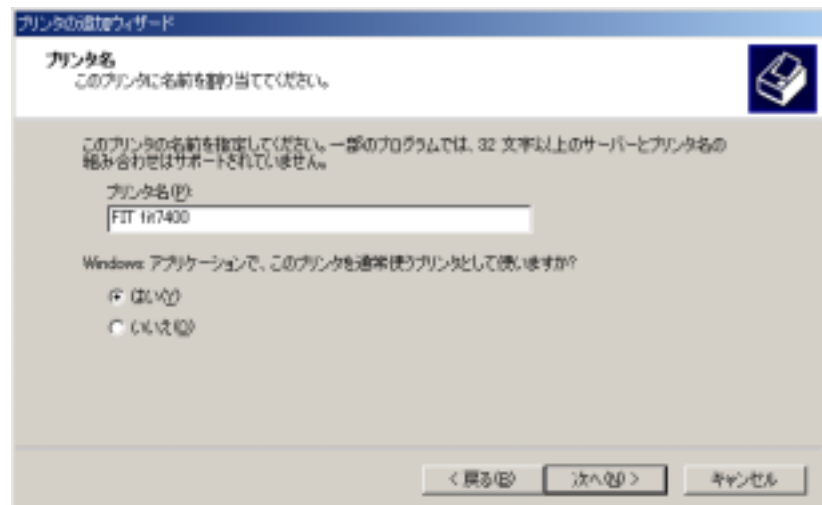 プリンタの追加ウィザード
プリンタ名
このプリンタに名前を割り当ててください。
このプリンタの名前を指定してください。一部のプログラムでは、32 文字以上のサーバーとプリンタ名の
組み合わせはサポートされていません。
プリンタ名(P):
FIT fit7400
Windows アプリケーションで、このプリンタを通常使うプリンタとして使いますか?
はい(Y)
いいえ(O)
< 戻る(B) 次へ(N) > キャンセル